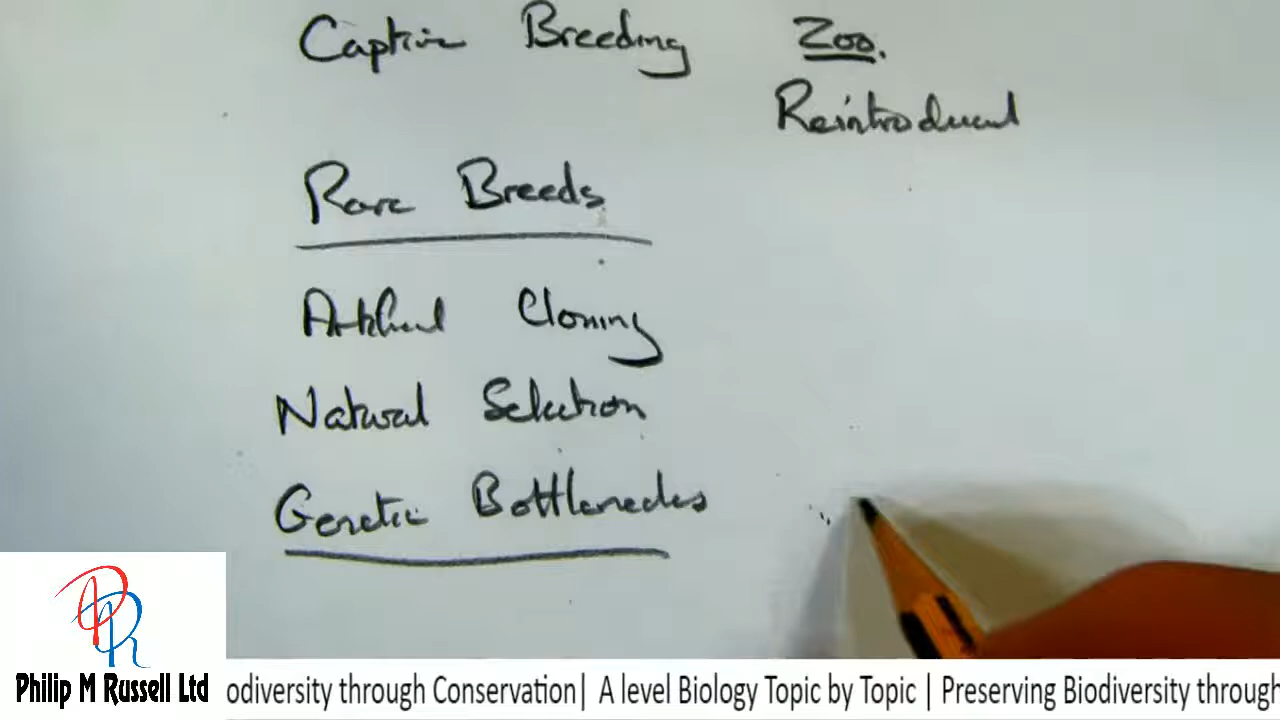 Captive Breeding Zoo.
Reintroduced
Rare Breeds
Artificial Cloning
Natural Selection
Genetic Bottlenecks
Philip M Russell Ltd
odiversity through Conservation| A level Biology Topic by Topic | Preserving Biodiversity through